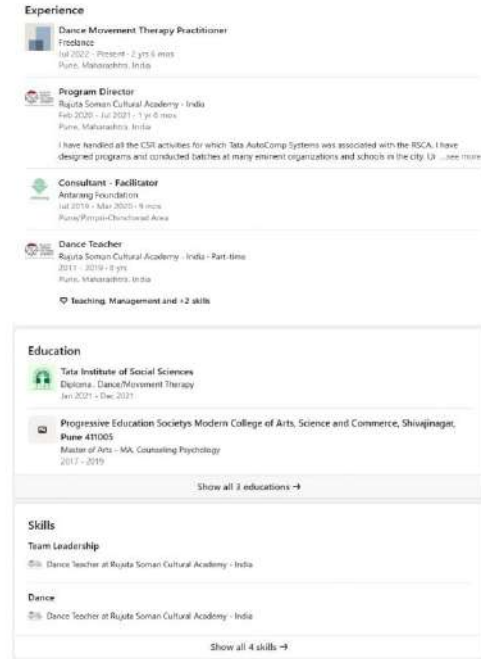 Experience
Dance Movement Therapy Practitioner
Freelance
Jul 2022 - Present · 2 yrs 6 mos
Pune, Maharashtra, India
Program Director
Rujuta Soman Cultural Academy - India
Feb 2020 - Jul 2021 · 1 yr 6 mos
Pune, Maharashtra, India
I have handled all the CSR activities for which Tata AutoComp Systems was associated with the RSCA. I have
designed programs and conducted batches at many eminent organizations and schools in the city. ...see more
Consultant - Facilitator
Antarang Foundation
Jul 2019 - Mar 2020 · 9 mos
Pune/Pimpri-Chinchwad Area
Dance Teacher
Rujuta Soman Cultural Academy - India · Part-time
2011 - 2019 · 8 yrs
Pune, Maharashtra, India
Teaching, Management and +2 skills
Education
Tata Institute of Social Sciences
Diploma, Dance/Movement Therapy
Jan 2021 - Dec 2021
Progressive Education Societys Modern College of Arts, Science and Commerce, Shivajinagar,
Pune 411005
Master of Arts - MA, Counseling Psychology
2017 - 2019
Show all 3 educations →
Skills
Team Leadership
Dance Teacher at Rujuta Soman Cultural Academy - India
Dance
Dance Teacher at Rujuta Soman Cultural Academy - India
Show all 4 skills →